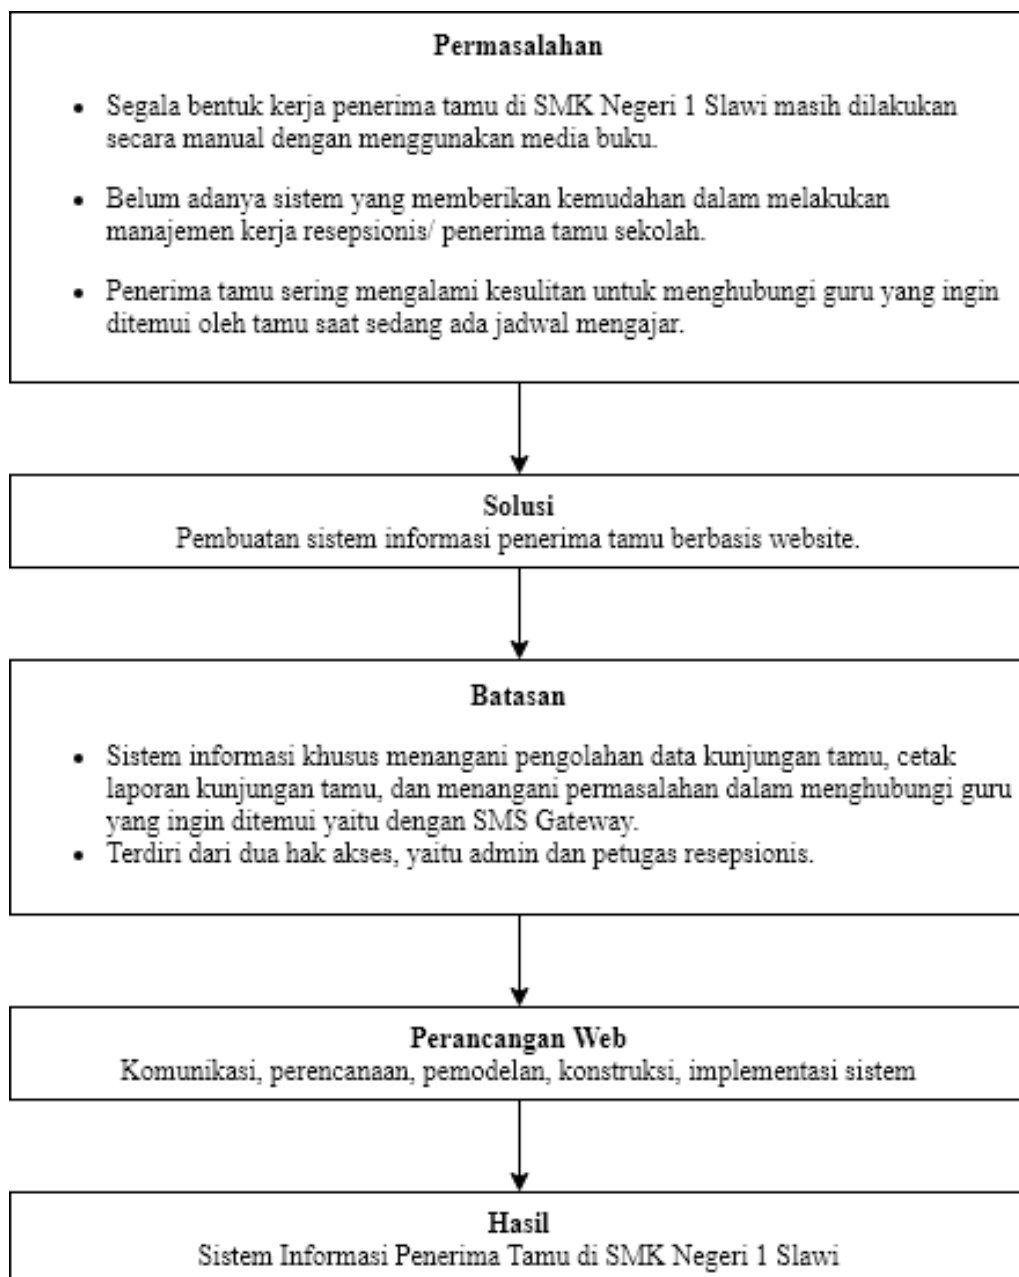 Permasalahan
• Segala bentuk kerja penerima tamu di SMK Negeri 1 Slawi masih dilakukan
secara manual dengan menggunakan media buku.
• Belum adanya sistem yang memberikan kemudahan dalam melakukan
manajemen kerja resepsionis/ penerima tamu sekolah.
• Penerima tamu sering mengalami kesulitan untuk menghubungi guru yang ingin
ditemui oleh tamu saat sedang ada jadwal mengajar.
Solusi
Pembuatan sistem informasi penerima tamu berbasis website.
Batasan
• Sistem informasi khusus menangani pengolahan data kunjungan tamu, cetak
laporan kunjungan tamu, dan menangani permasalahan dalam menghubungi guru
yang ingin ditemui yaitu dengan SMS Gateway.
• Terdiri dari dua hak akses, yaitu admin dan petugas resepsionis.
Perancangan Web
Komunikasi, perencanaan, pemodelan, konstruksi, implementasi sistem
Hasil
Sistem Informasi Penerima Tamu di SMK Negeri 1 Slawi